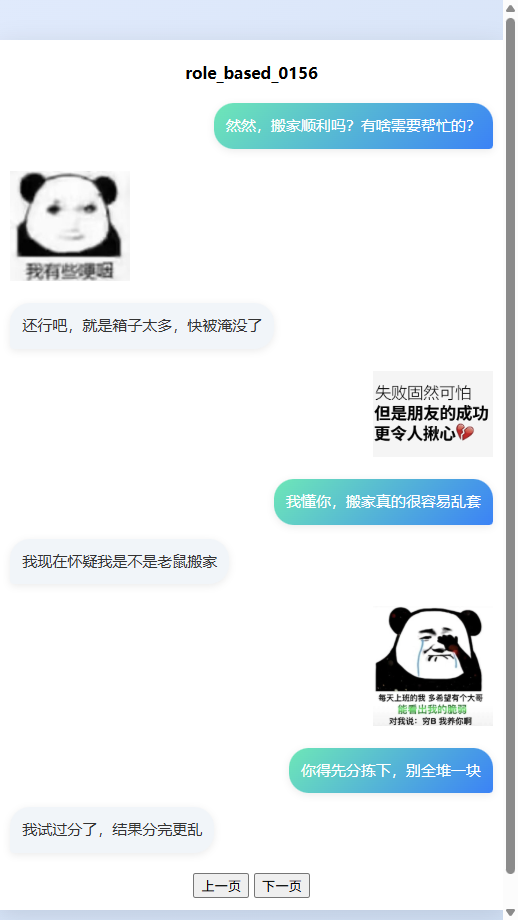 role_based_0156
然然，搬家顺利吗？有啥需要帮忙的？
我有些哽咽
还行吧，就是箱子太多，快被淹没了
失败固然可怕
但是朋友的成功
更令人揪心💔
我懂你，搬家真的很容易乱套
我现在怀疑我是不是老鼠搬家
每天上班的我 多希望有个大哥
能看出我的脆弱
对我说：穷B 我养你啊
你得先分拣下，别全堆一块
我试过分了，结果分完更乱
上一页 下一页